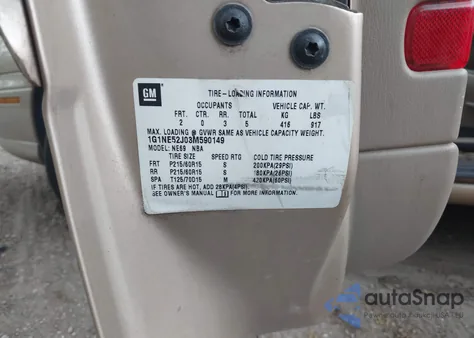 GM
TIRE-LOADING INFORMATION
OCCUPANTS VEHICLE CAP. WT.
FRT. CTR. RR. KG LBS
2 0 3 5 416 917
MAX. LOADING @ GVWR SAME AS VEHICLE CAPACITY WEIGHT.
1G1NE52J03M590149
MODEL: NE69 NBA
TIRE SIZE SPEED RTG COLD TIRE PRESSURE
FRT P215/60R15 S 200KPA(29PSI)
RR P215/60R15 S 180KPA(26PSI)
SPA T125/70D15 M 420KPA(60PSI)
IF TIRES ARE HOT, ADD 28KPA(4PSI).
SEE OWNER'S MANUAL FOR MORE INFORMATION.
autoSnap